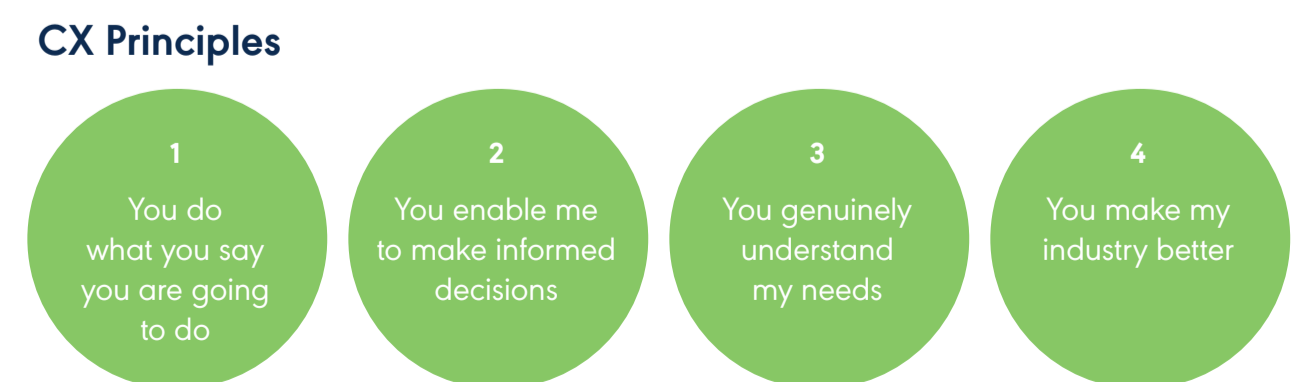 CX Principles
1
You do
what you say
you are going
to do
2
You enable me
to make informed
decisions
3
You genuinely
understand
my needs
4
You make my
industry better